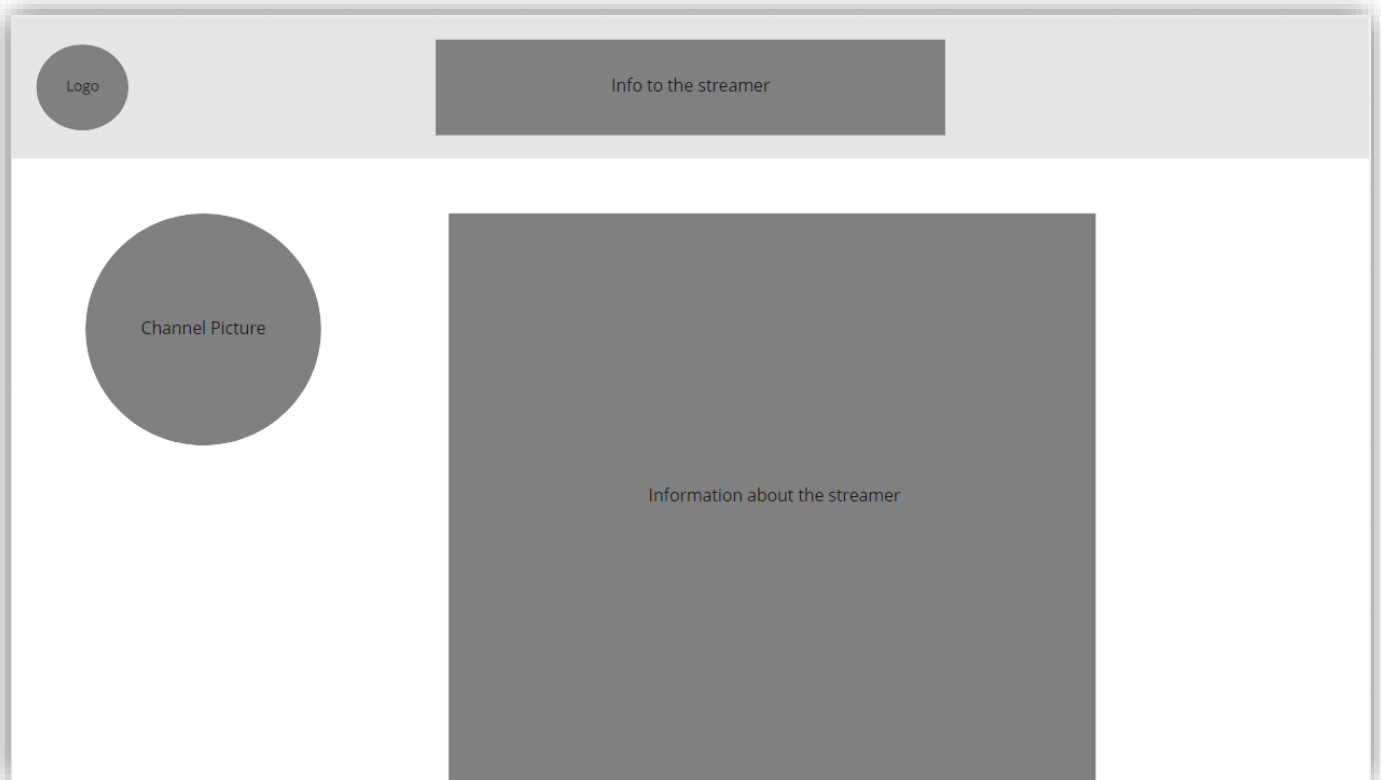 Logo
Info to the streamer
Channel Picture
Information about the streamer